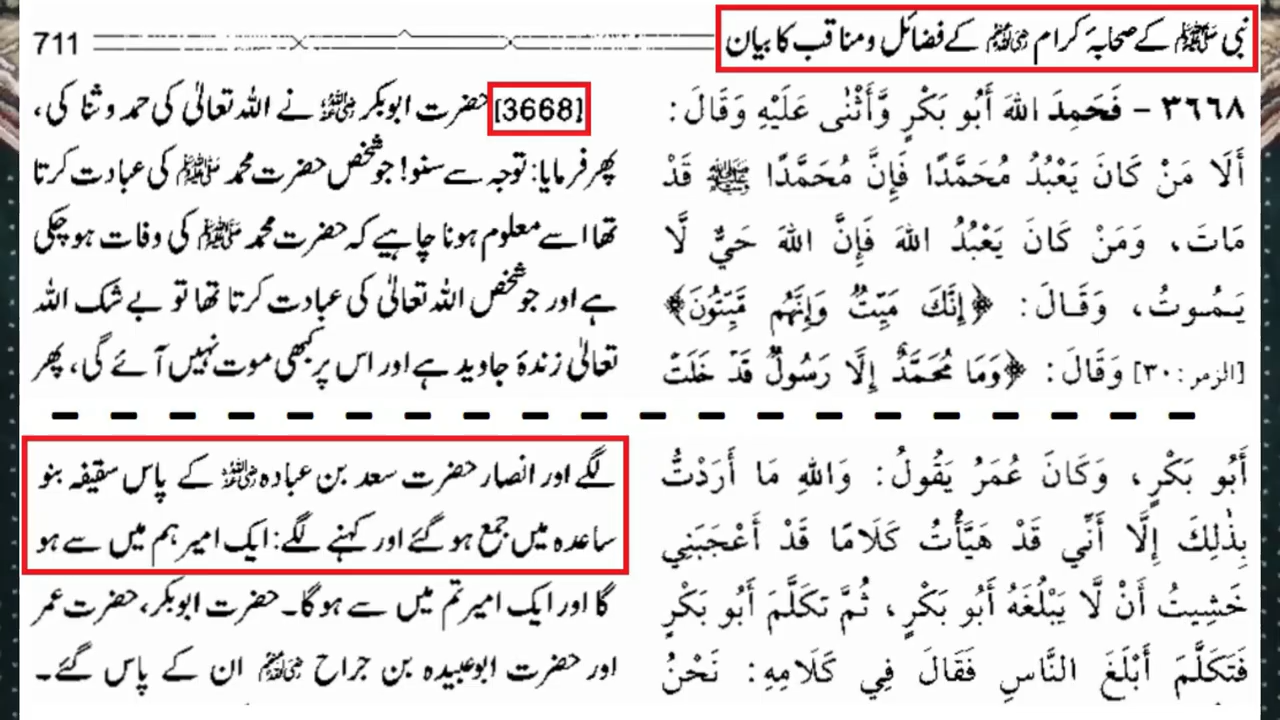 نبی ﷺ کے صحابۂ کرام رضی اللہ عنہم کے فضائل و مناقب کا بیان
711
٣٦٦٨ - فَحَمِدَ اللهَ أَبُو بَكْرٍ وَّأَثْنٰى عَلَيْهِ وَقَالَ:
أَلَا مَنْ كَانَ يَعْبُدُ مُحَمَّدًا فَإِنَّ مُحَمَّدًا ﷺ قَدْ
مَاتَ، وَمَنْ كَانَ يَعْبُدُ اللهَ فَإِنَّ اللهَ حَيٌّ لَّا
يَمُوتُ، وَقَالَ: ﴿إِنَّكَ مَيِّتٌ وَإِنَّهُم مَّيِّتُونَ﴾
[الزمر: ٣٠] وَقَالَ: ﴿وَمَا مُحَمَّدٌ إِلَّا رَسُولٌ قَدْ خَلَتْ
[3668] حضرت ابوبکر رضی اللہ عنہ نے اللہ تعالیٰ کی حمد و ثنا کی،
پھر فرمایا: توجہ سے سنو! جو شخص حضرت محمد ﷺ کی عبادت کرتا
تھا اسے معلوم ہونا چاہیے کہ حضرت محمد ﷺ کی وفات ہو چکی
ہے اور جو شخص اللہ تعالیٰ کی عبادت کرتا تھا تو بے شک اللہ
تعالیٰ زندۂ جاوید ہے اور اس پر کبھی موت نہیں آئے گی، پھر
أَبُو بَكْرٍ، وَكَانَ عُمَرُ يَقُولُ: وَاللهِ مَا أَرَدْتُّ
بِذٰلِكَ إِلَّا أَنِّي قَدْ هَيَّأْتُ كَلَامًا قَدْ أَعْجَبَنِي
خَشِيتُ أَنْ لَّا يَبْلُغَهُ أَبُو بَكْرٍ، ثُمَّ تَكَلَّمَ أَبُو بَكْرٍ
فَتَكَلَّمَ أَبْلَغَ النَّاسِ فَقَالَ فِي كَلَامِهِ: نَحْنُ
لگے اور انصار حضرت سعد بن عبادہ رضی اللہ عنہ کے پاس سقیفہ بنو
ساعدہ میں جمع ہو گئے اور کہنے لگے: ایک امیر ہم میں سے ہو
گا اور ایک امیر تم میں سے ہو گا۔ حضرت ابوبکر، حضرت عمر
اور حضرت ابوعبیدہ بن جراح رضی اللہ عنہم ان کے پاس گئے۔